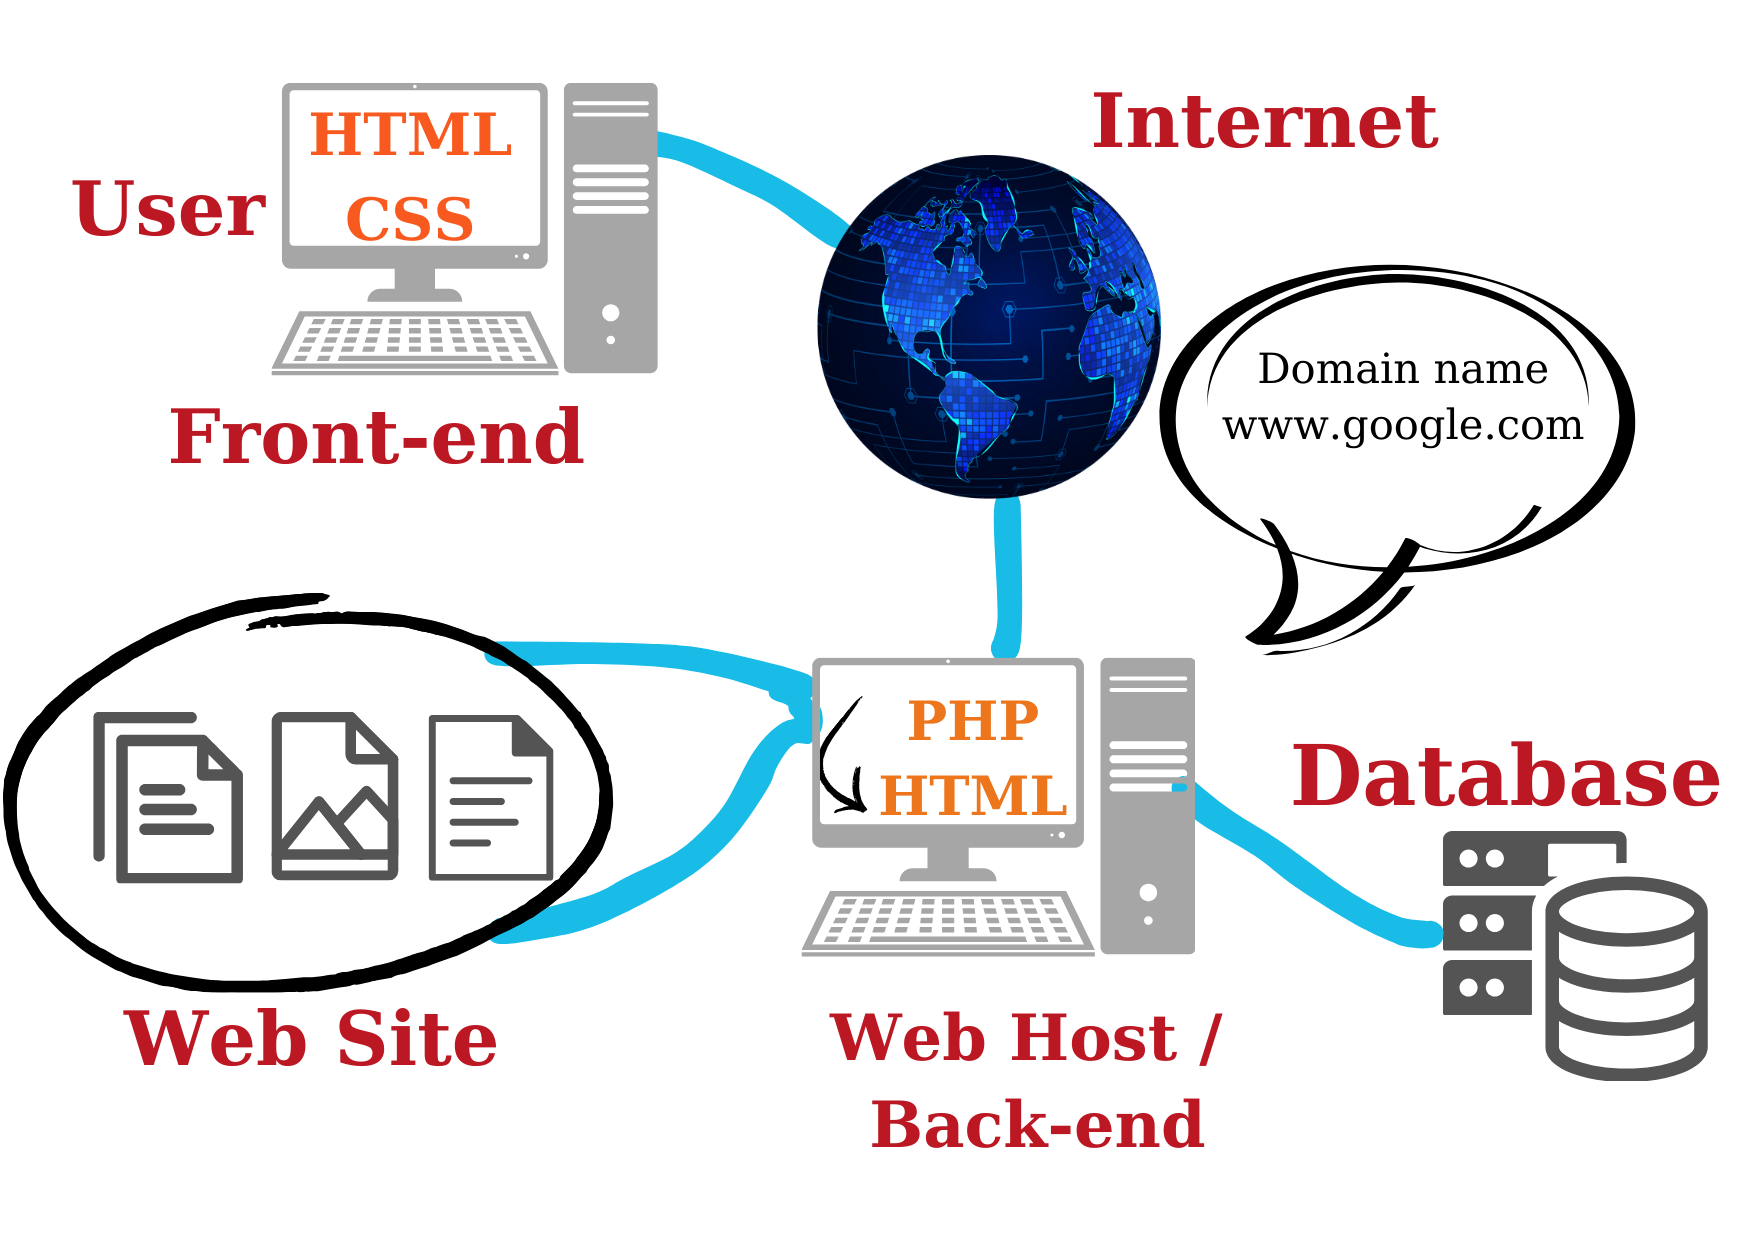 Internet
HTML
CSS
User
Front-end
Domain name
www.google.com
PHP
HTML
Database
Web Site
Web Host /
Back-end